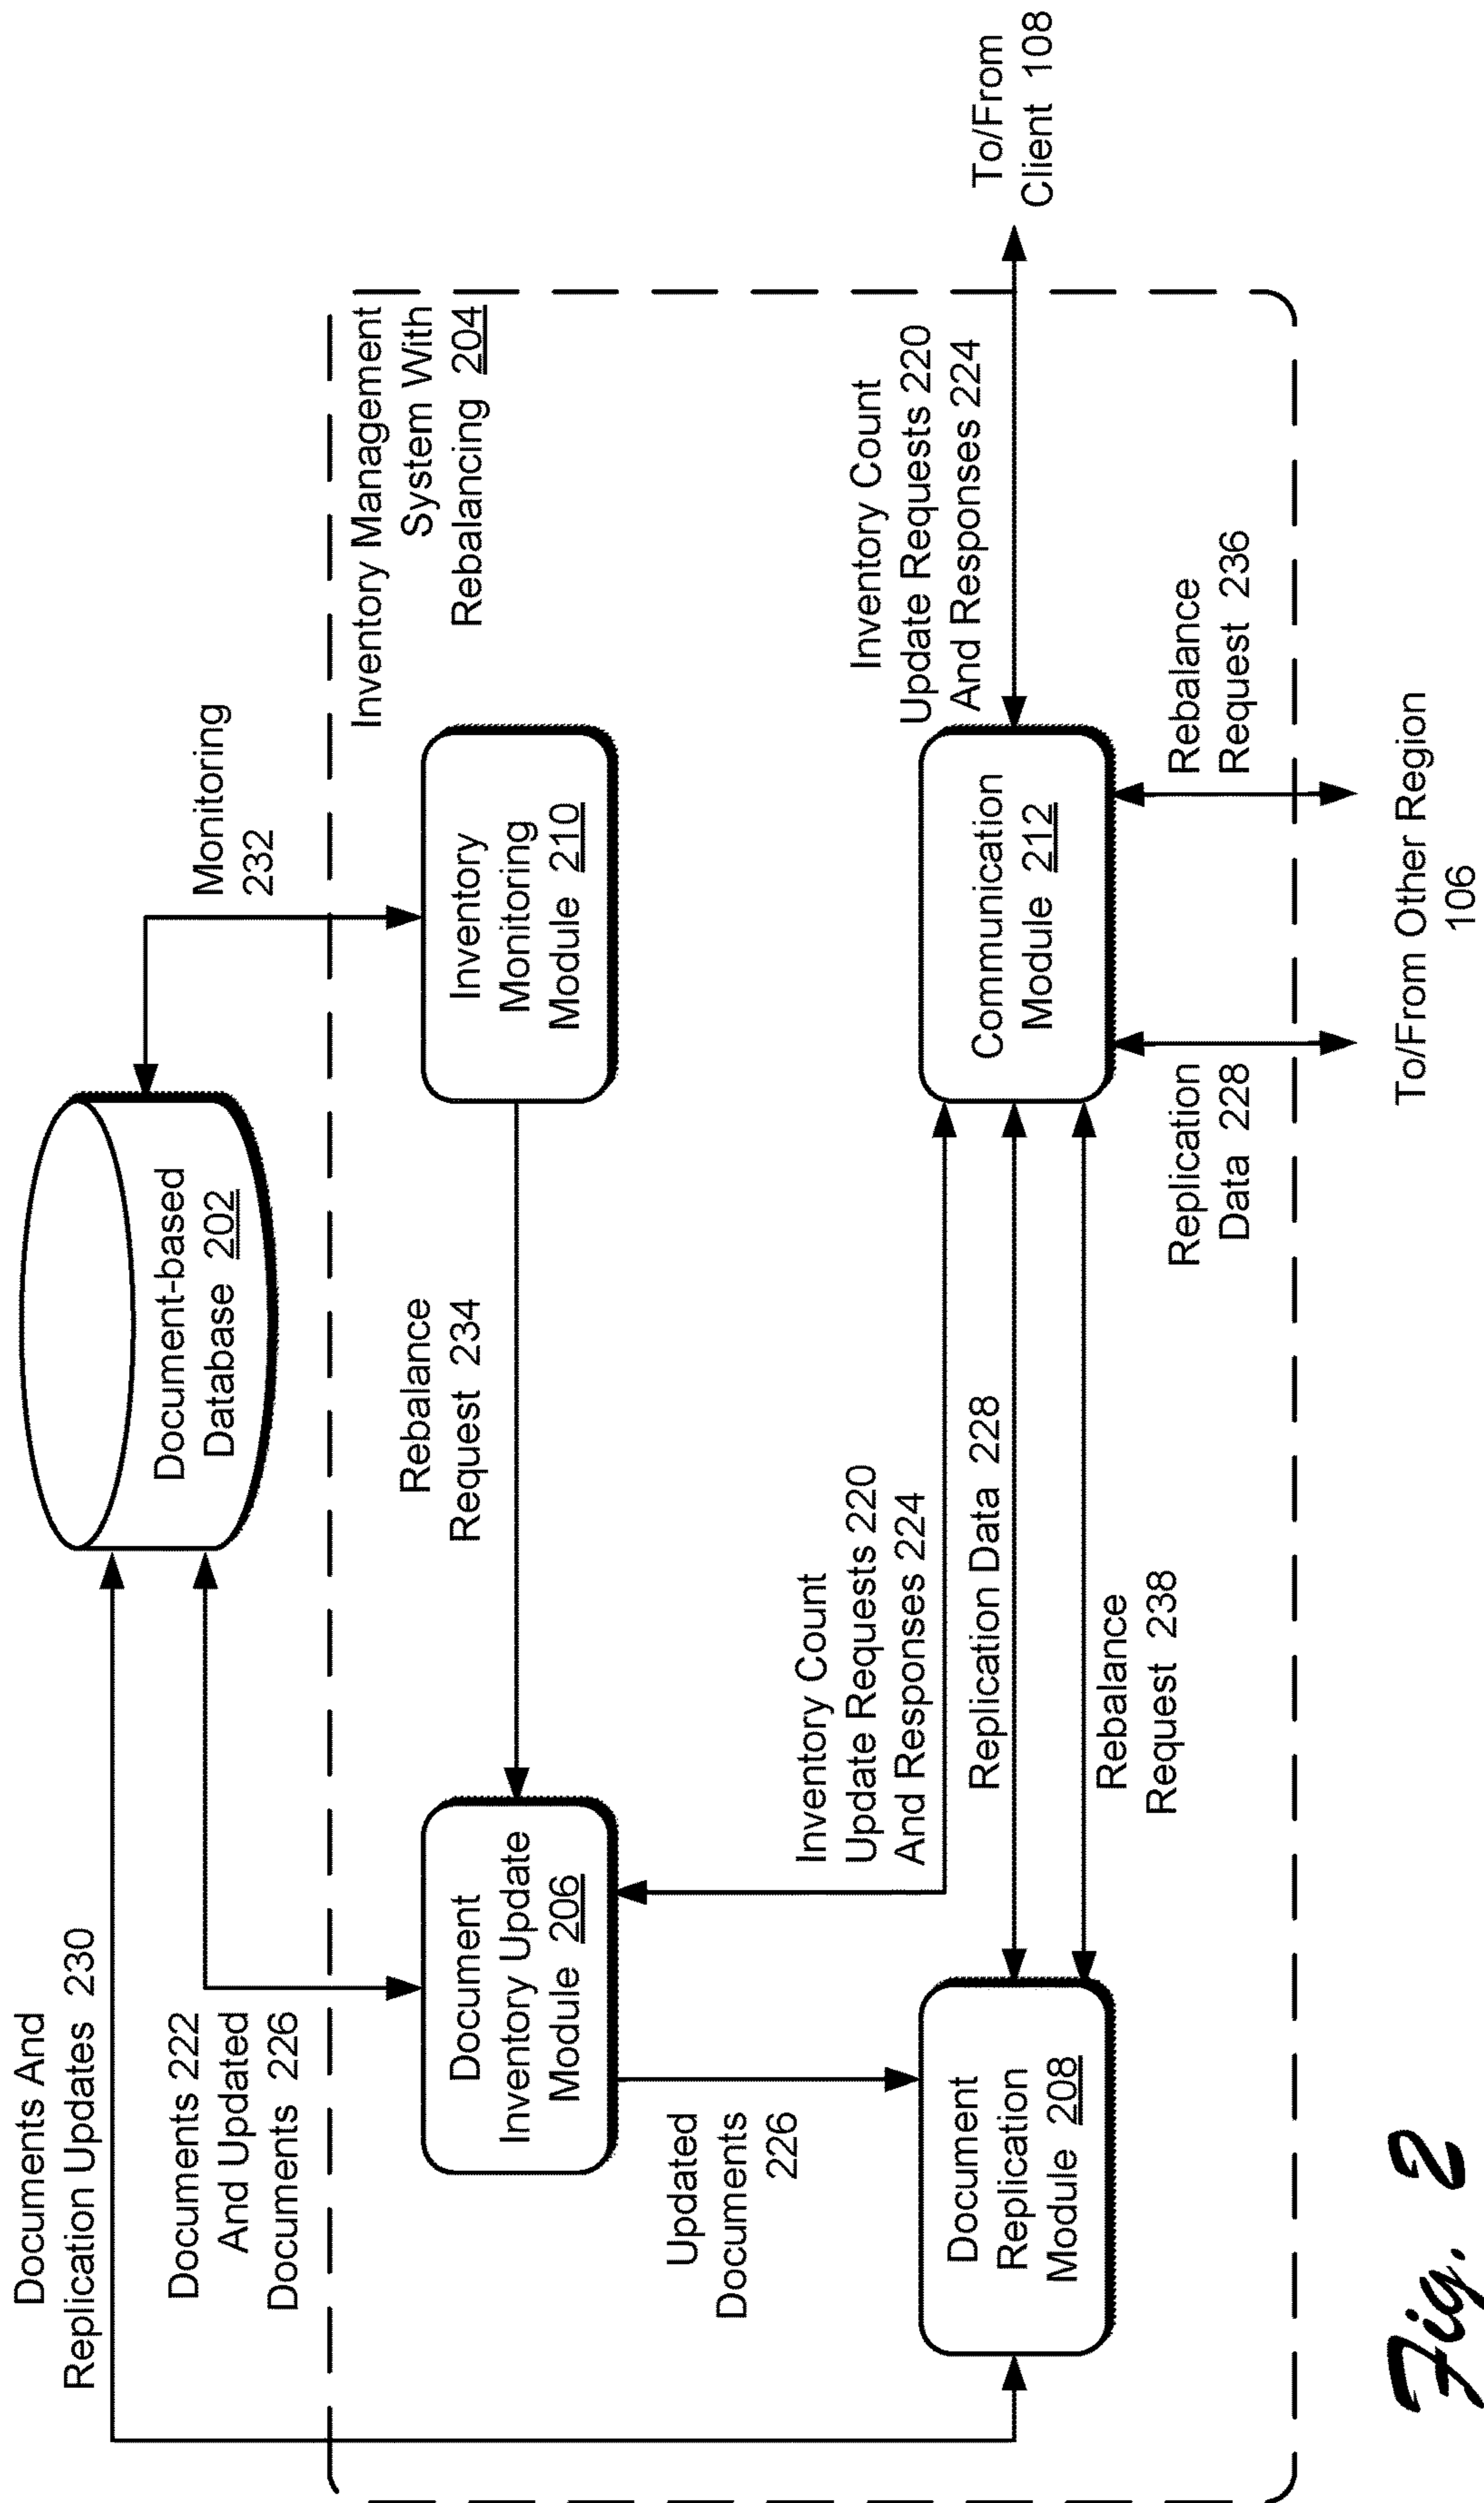 Documents And
Replication Updates 230
Documents 222
And Updated
Documents 226
Document-based
Database 202
Monitoring
232
Inventory Management
System With
Rebalancing 204
Document
Inventory Update
Module 206
Rebalance
Request 234
Inventory
Monitoring
Module 210
Updated
Documents
226
Inventory Count
Update Requests 220
And Responses 224
Replication Data 228
Rebalance
Request 238
Document
Replication
Module 208
Communication
Module 212
Inventory Count
Update Requests 220
And Responses 224
To/From
Client 108
Replication
Data 228
Rebalance
Request 236
To/From Other Region
106
Fig. 2